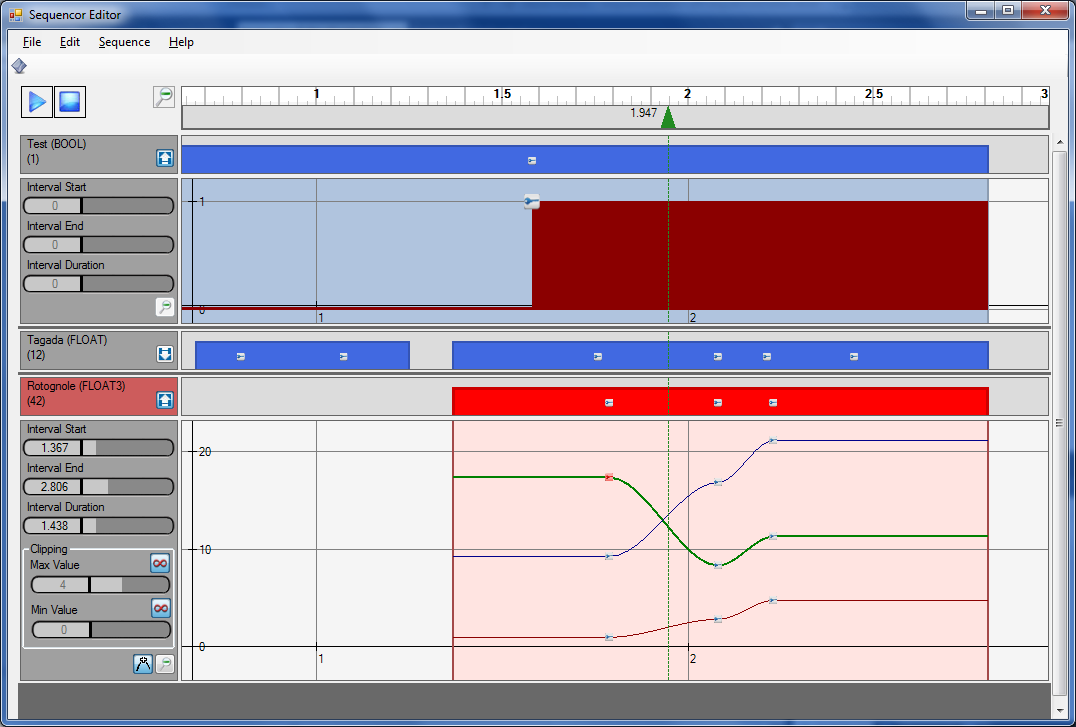 Sequencor Editor
File Edit Sequence Help
1 1.5 2 2.5 3
1.947
Test (BOOL)
(1)
Interval Start
0
Interval End
0
Interval Duration
0
1
0
1 2
Tagada (FLOAT)
(12)
Rotognole (FLOAT3)
(42)
Interval Start
1.367
Interval End
2.806
Interval Duration
1.438
Clipping
Max Value
4
Min Value
0
20
10
0
1 2